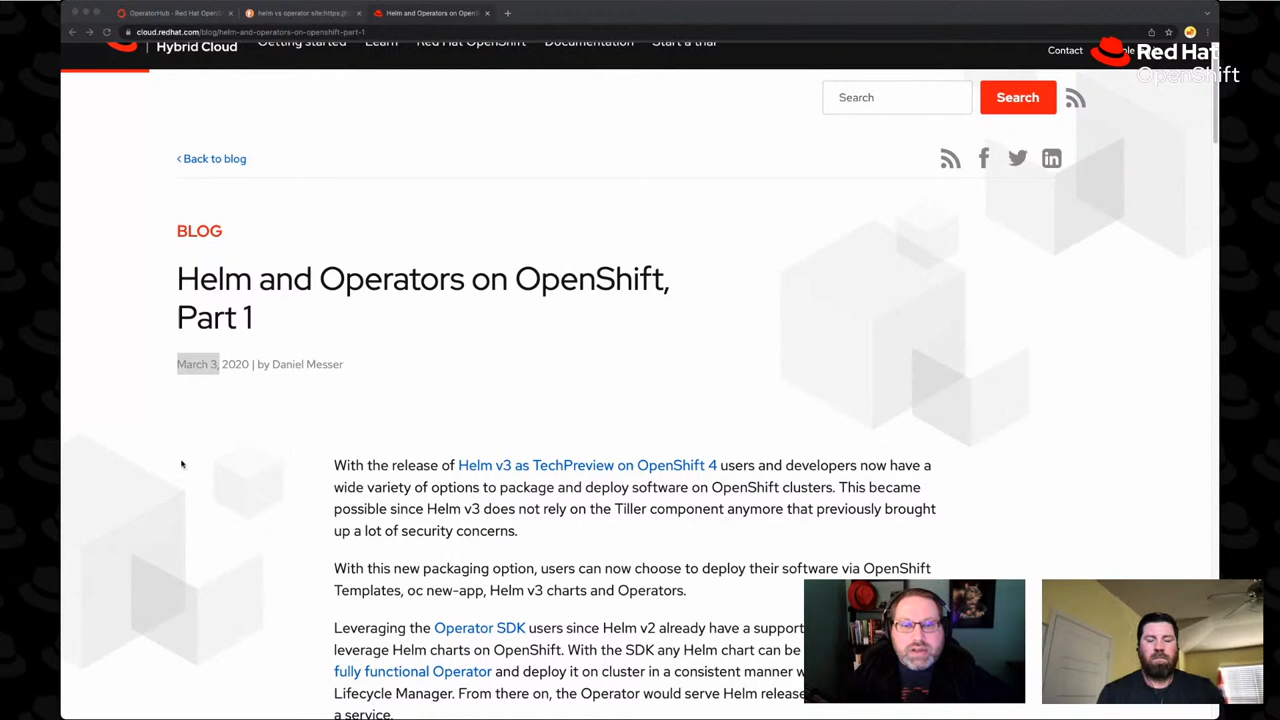 OperatorHub - Red Hat OpenS
helm vs operator site:https://
Helm and Operators on OpenS
cloud.redhat.com/blog/helm-and-operators-on-openshift-part-1
Hybrid Cloud
Getting started
Learn
Red Hat OpenShift
Documentation
Start a trial
Contact
Red Hat
OpenShift
Search
Search
‹ Back to blog
BLOG
Helm and Operators on OpenShift,
Part 1
March 3, 2020 | by Daniel Messer
With the release of Helm v3 as TechPreview on OpenShift 4 users and developers now have a
wide variety of options to package and deploy software on OpenShift clusters. This became
possible since Helm v3 does not rely on the Tiller component anymore that previously brought
up a lot of security concerns.
With this new packaging option, users can now choose to deploy their software via OpenShift
Templates, oc new-app, Helm v3 charts and Operators.
Leveraging the Operator SDK users since Helm v2 already have a support
leverage Helm charts on OpenShift. With the SDK any Helm chart can be
fully functional Operator and deploy it on cluster in a consistent manner w
Lifecycle Manager. From there on, the Operator would serve Helm release
a service.